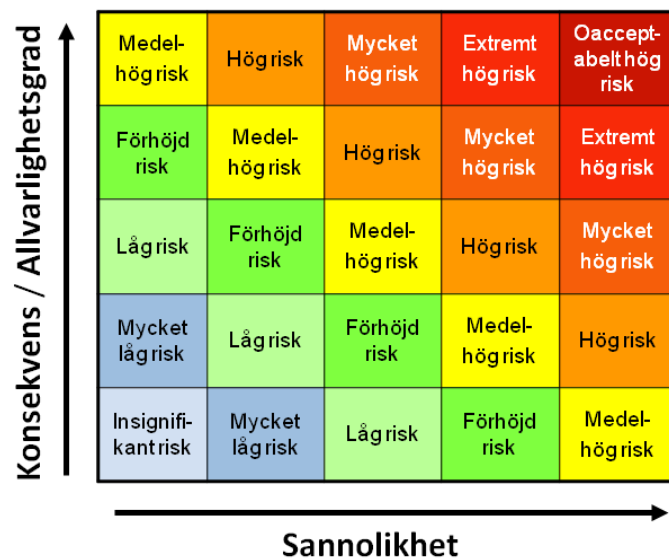 Konsekvens / Allvarlighetsgrad
Medel-
hög risk
Hög risk
Mycket
hög risk
Extremt
hög risk
Oaccept-
abelt hög
risk
Förhöjd
risk
Medel-
hög risk
Hög risk
Mycket
hög risk
Extremt
hög risk
Låg risk
Förhöjd
risk
Medel-
hög risk
Hög risk
Mycket
hög risk
Mycket
låg risk
Låg risk
Förhöjd
risk
Medel-
hög risk
Hög risk
Insignifi-
kant risk
Mycket
låg risk
Låg risk
Förhöjd
risk
Medel-
hög risk
Sannolikhet